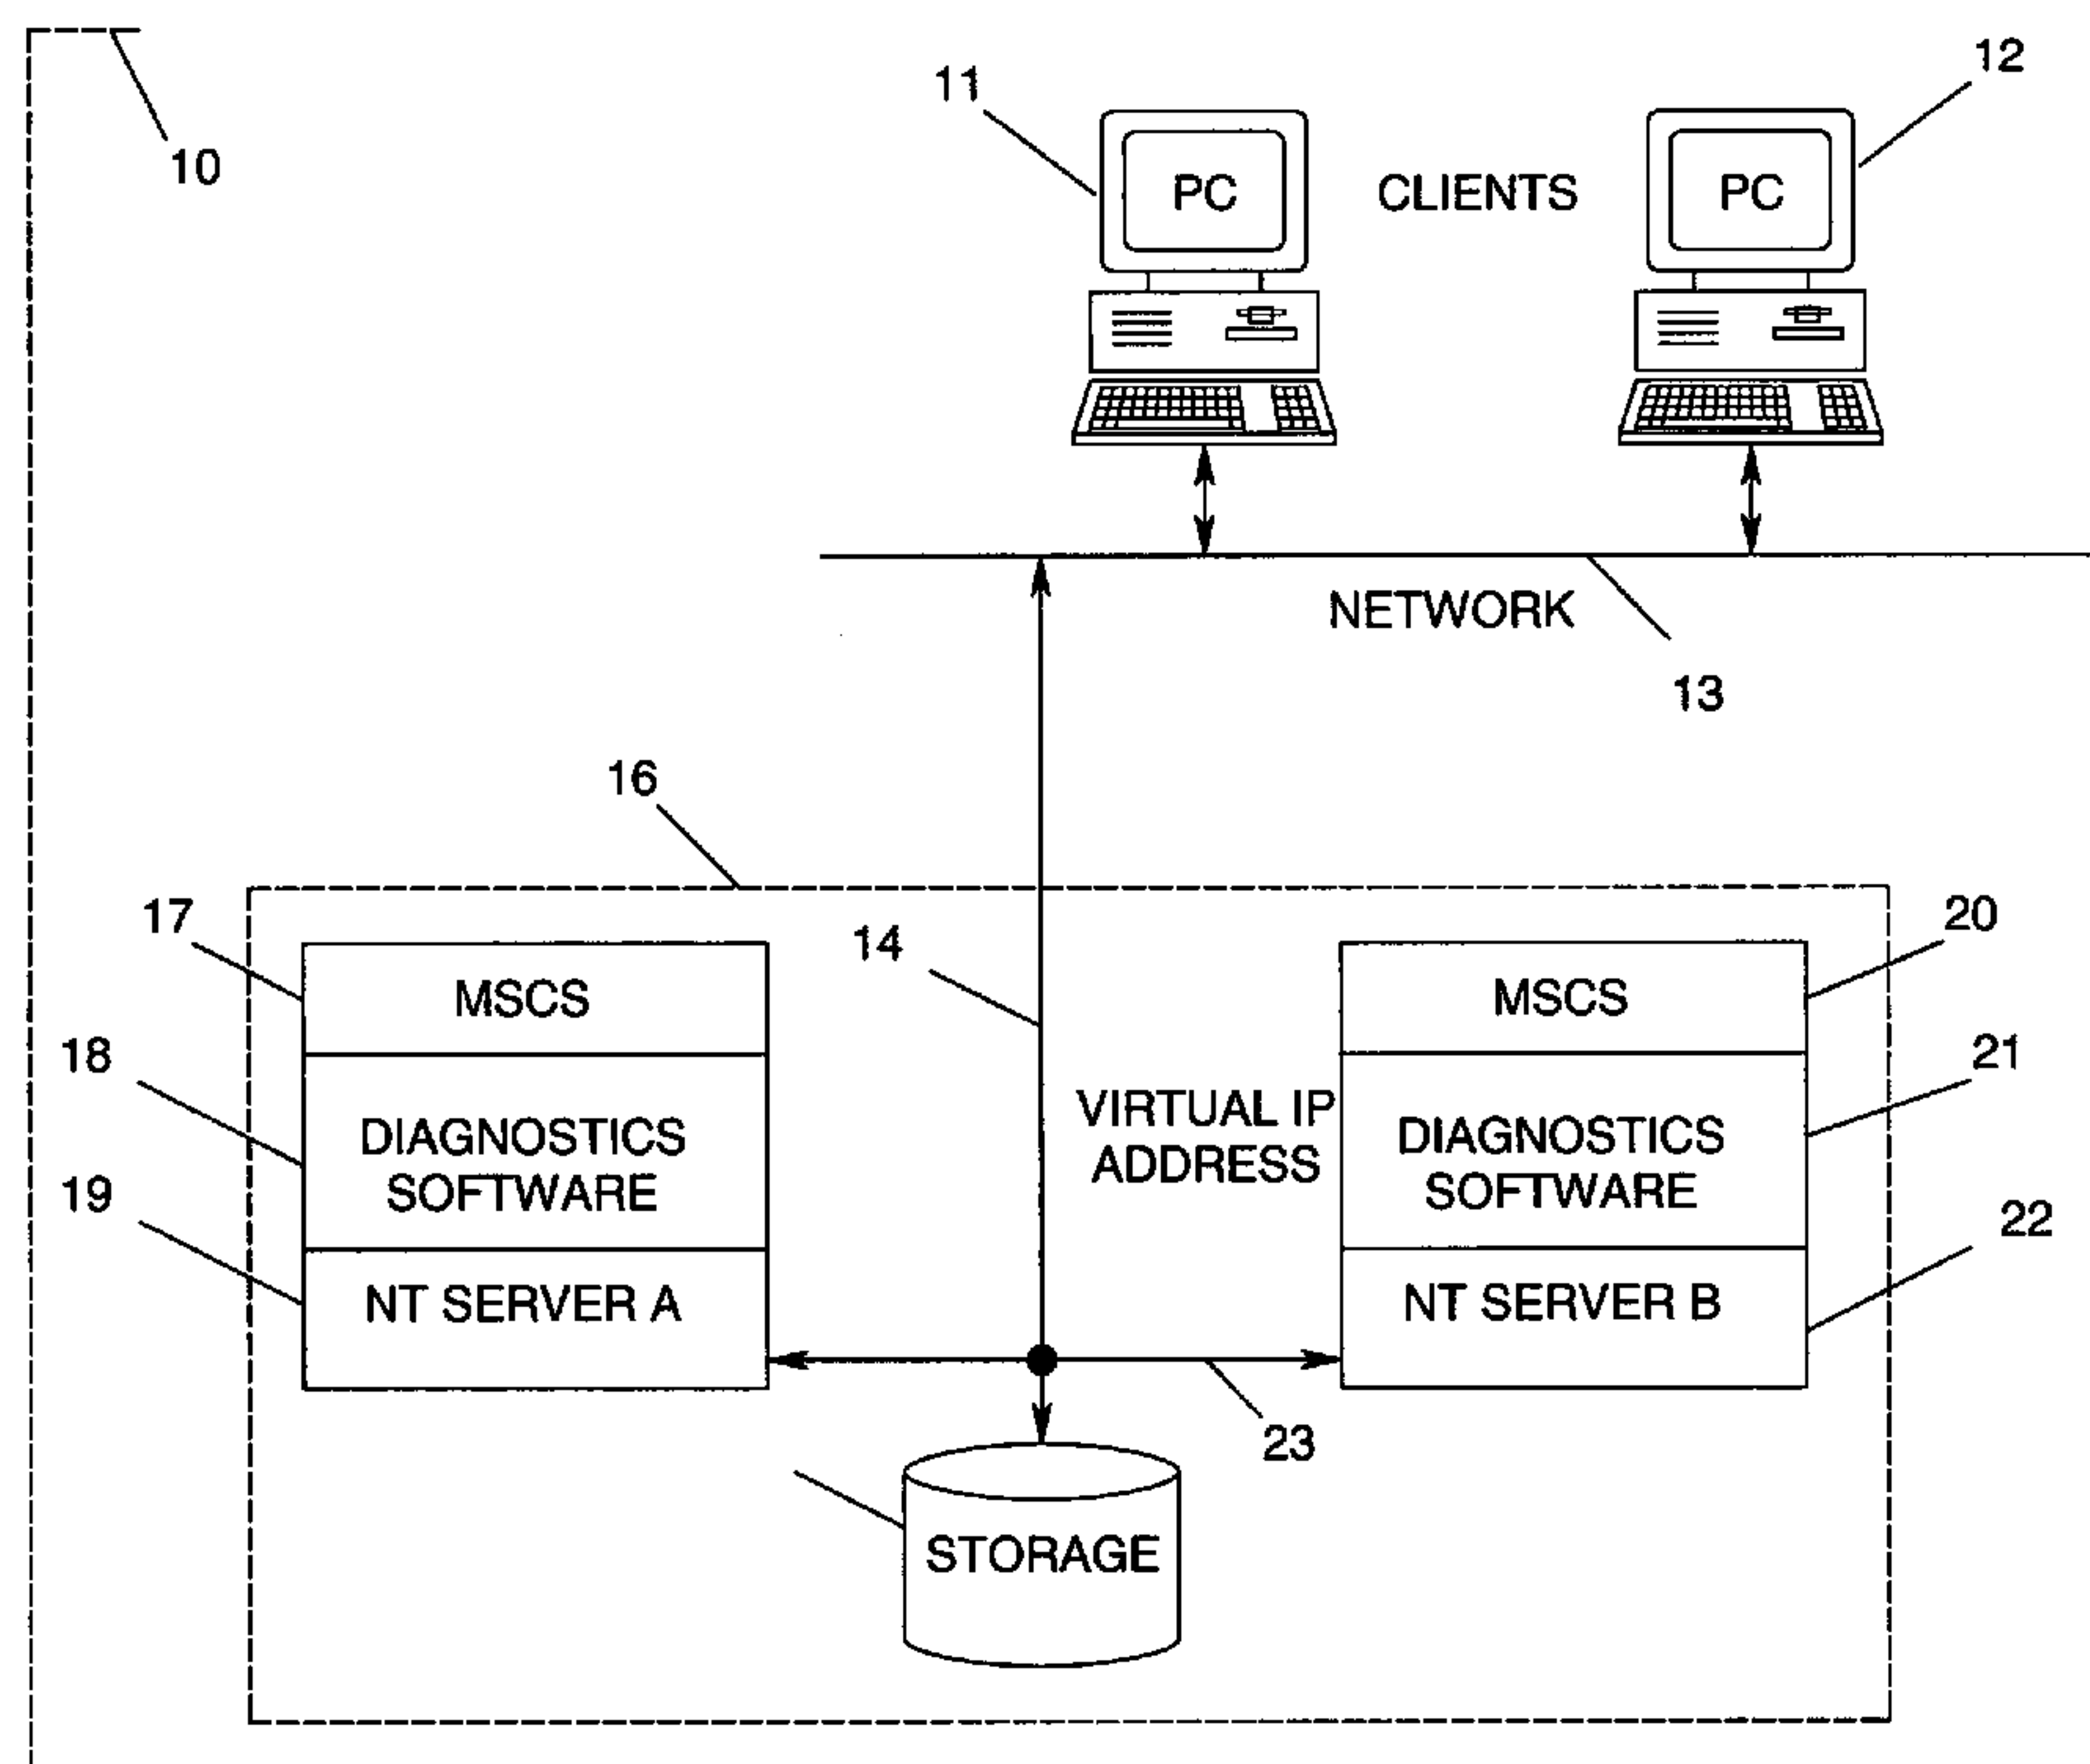 10
11
12
PC
CLIENTS
PC
NETWORK
13
16
17
14
20
MSCS
MSCS
18
21
DIAGNOSTICS
SOFTWARE
VIRTUAL IP
ADDRESS
DIAGNOSTICS
SOFTWARE
19
22
NT SERVER A
NT SERVER B
23
STORAGE